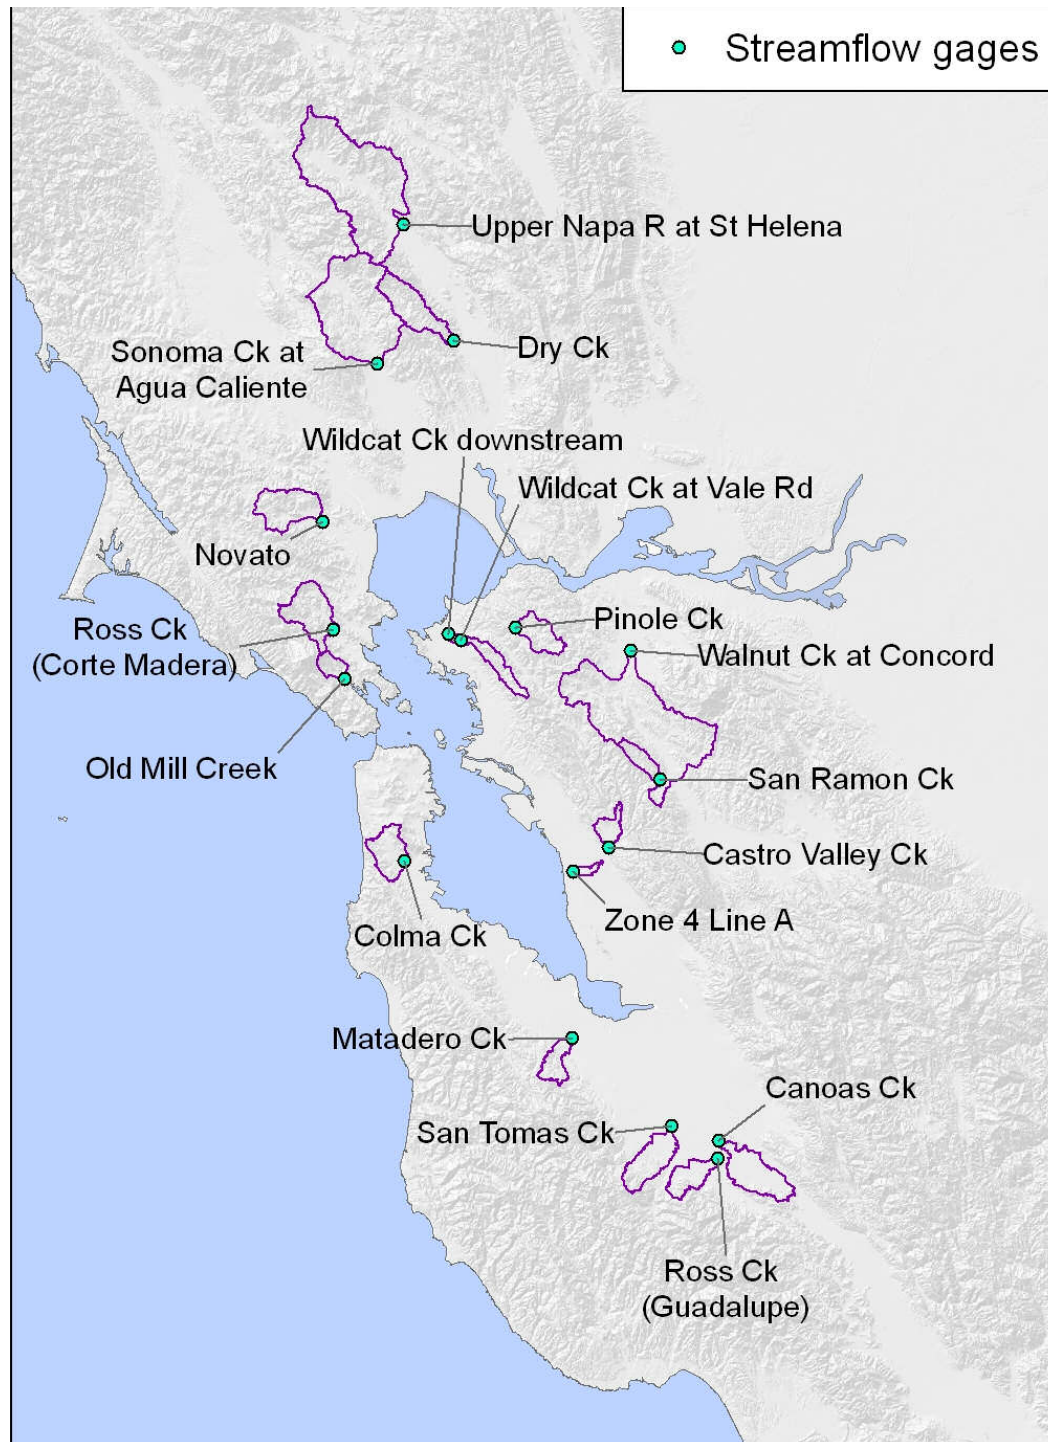 Streamflow gages
Upper Napa R at St Helena
Dry Ck
Sonoma Ck at
Agua Caliente
Wildcat Ck downstream
Wildcat Ck at Vale Rd
Novato
Pinole Ck
Ross Ck
(Corte Madera)
Walnut Ck at Concord
Old Mill Creek
San Ramon Ck
Castro Valley Ck
Zone 4 Line A
Colma Ck
Matadero Ck
Canoas Ck
San Tomas Ck
Ross Ck
(Guadalupe)